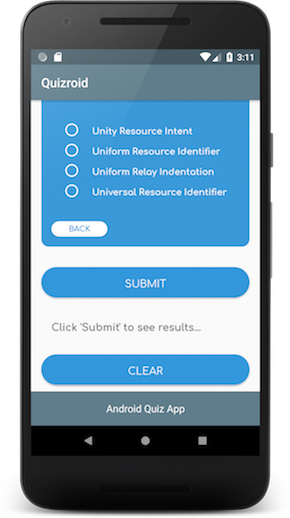 3:11
Quizroid
Unity Resource Intent
Uniform Resource Identifier
Uniform Relay Indentation
Universal Resource Identifier
BACK
SUBMIT
Click 'Submit' to see results...
CLEAR
Android Quiz App